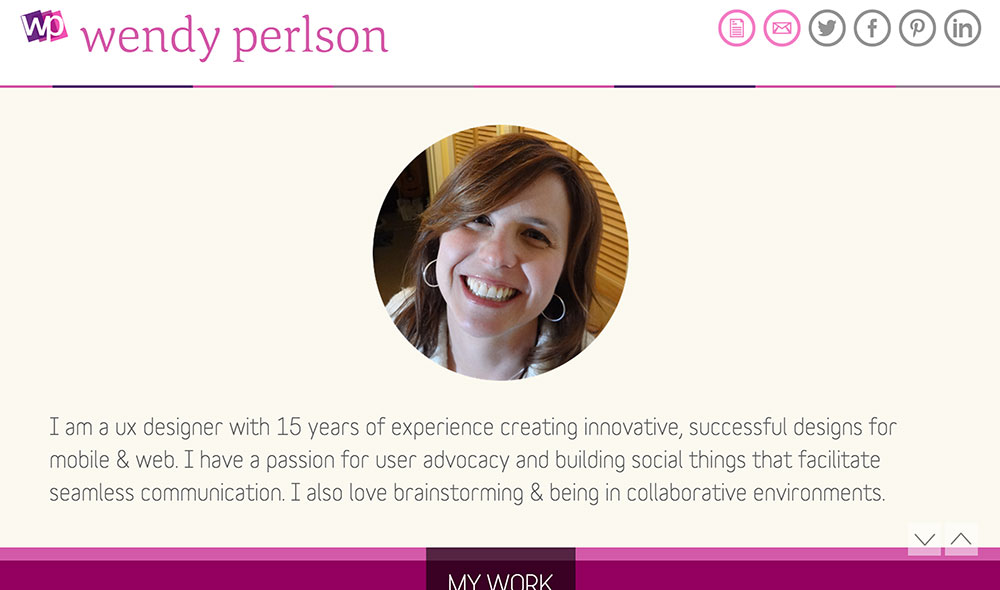 wp
wendy perlson
I am a ux designer with 15 years of experience creating innovative, successful designs for
mobile & web. I have a passion for user advocacy and building social things that facilitate
seamless communication. I also love brainstorming & being in collaborative environments.
MY WORK